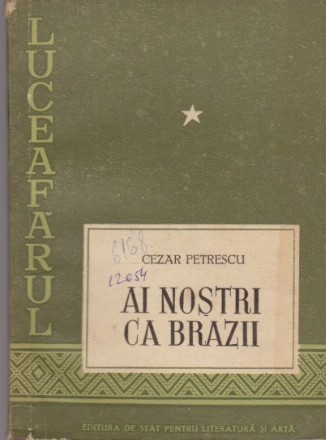 LUCEAFĂRUL
6168.
12054
CEZAR PETRESCU
AI NOȘTRI
CA BRAZII
EDITURA DE STAT PENTRU LITERATURĂ ȘI ARTĂ